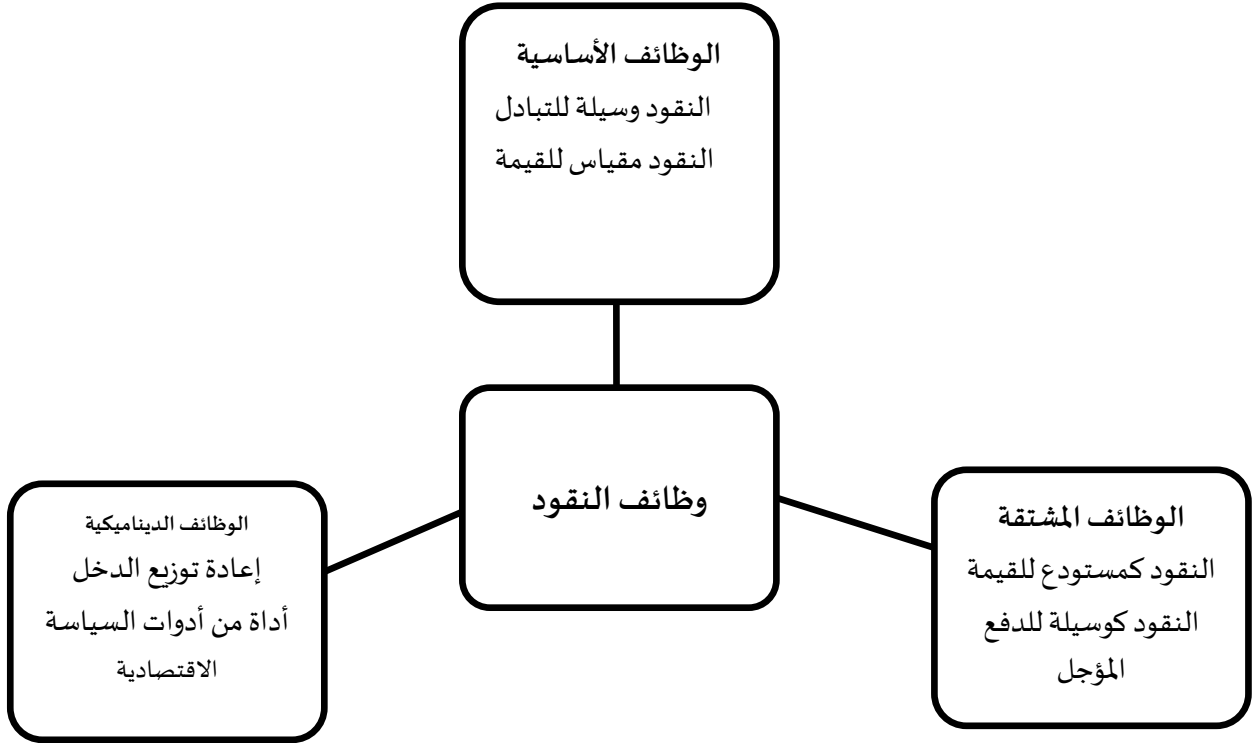 الوظائف الأساسية
النقود وسيلة للتبادل
النقود مقياس للقيمة
وظائف النقود
الوظائف المشتقة
النقود كمستودع للقيمة
النقود كوسيلة للدفع
المؤجل
الوظائف الديناميكية
إعادة توزيع الدخل
أداة من أدوات السياسة
الاقتصادية